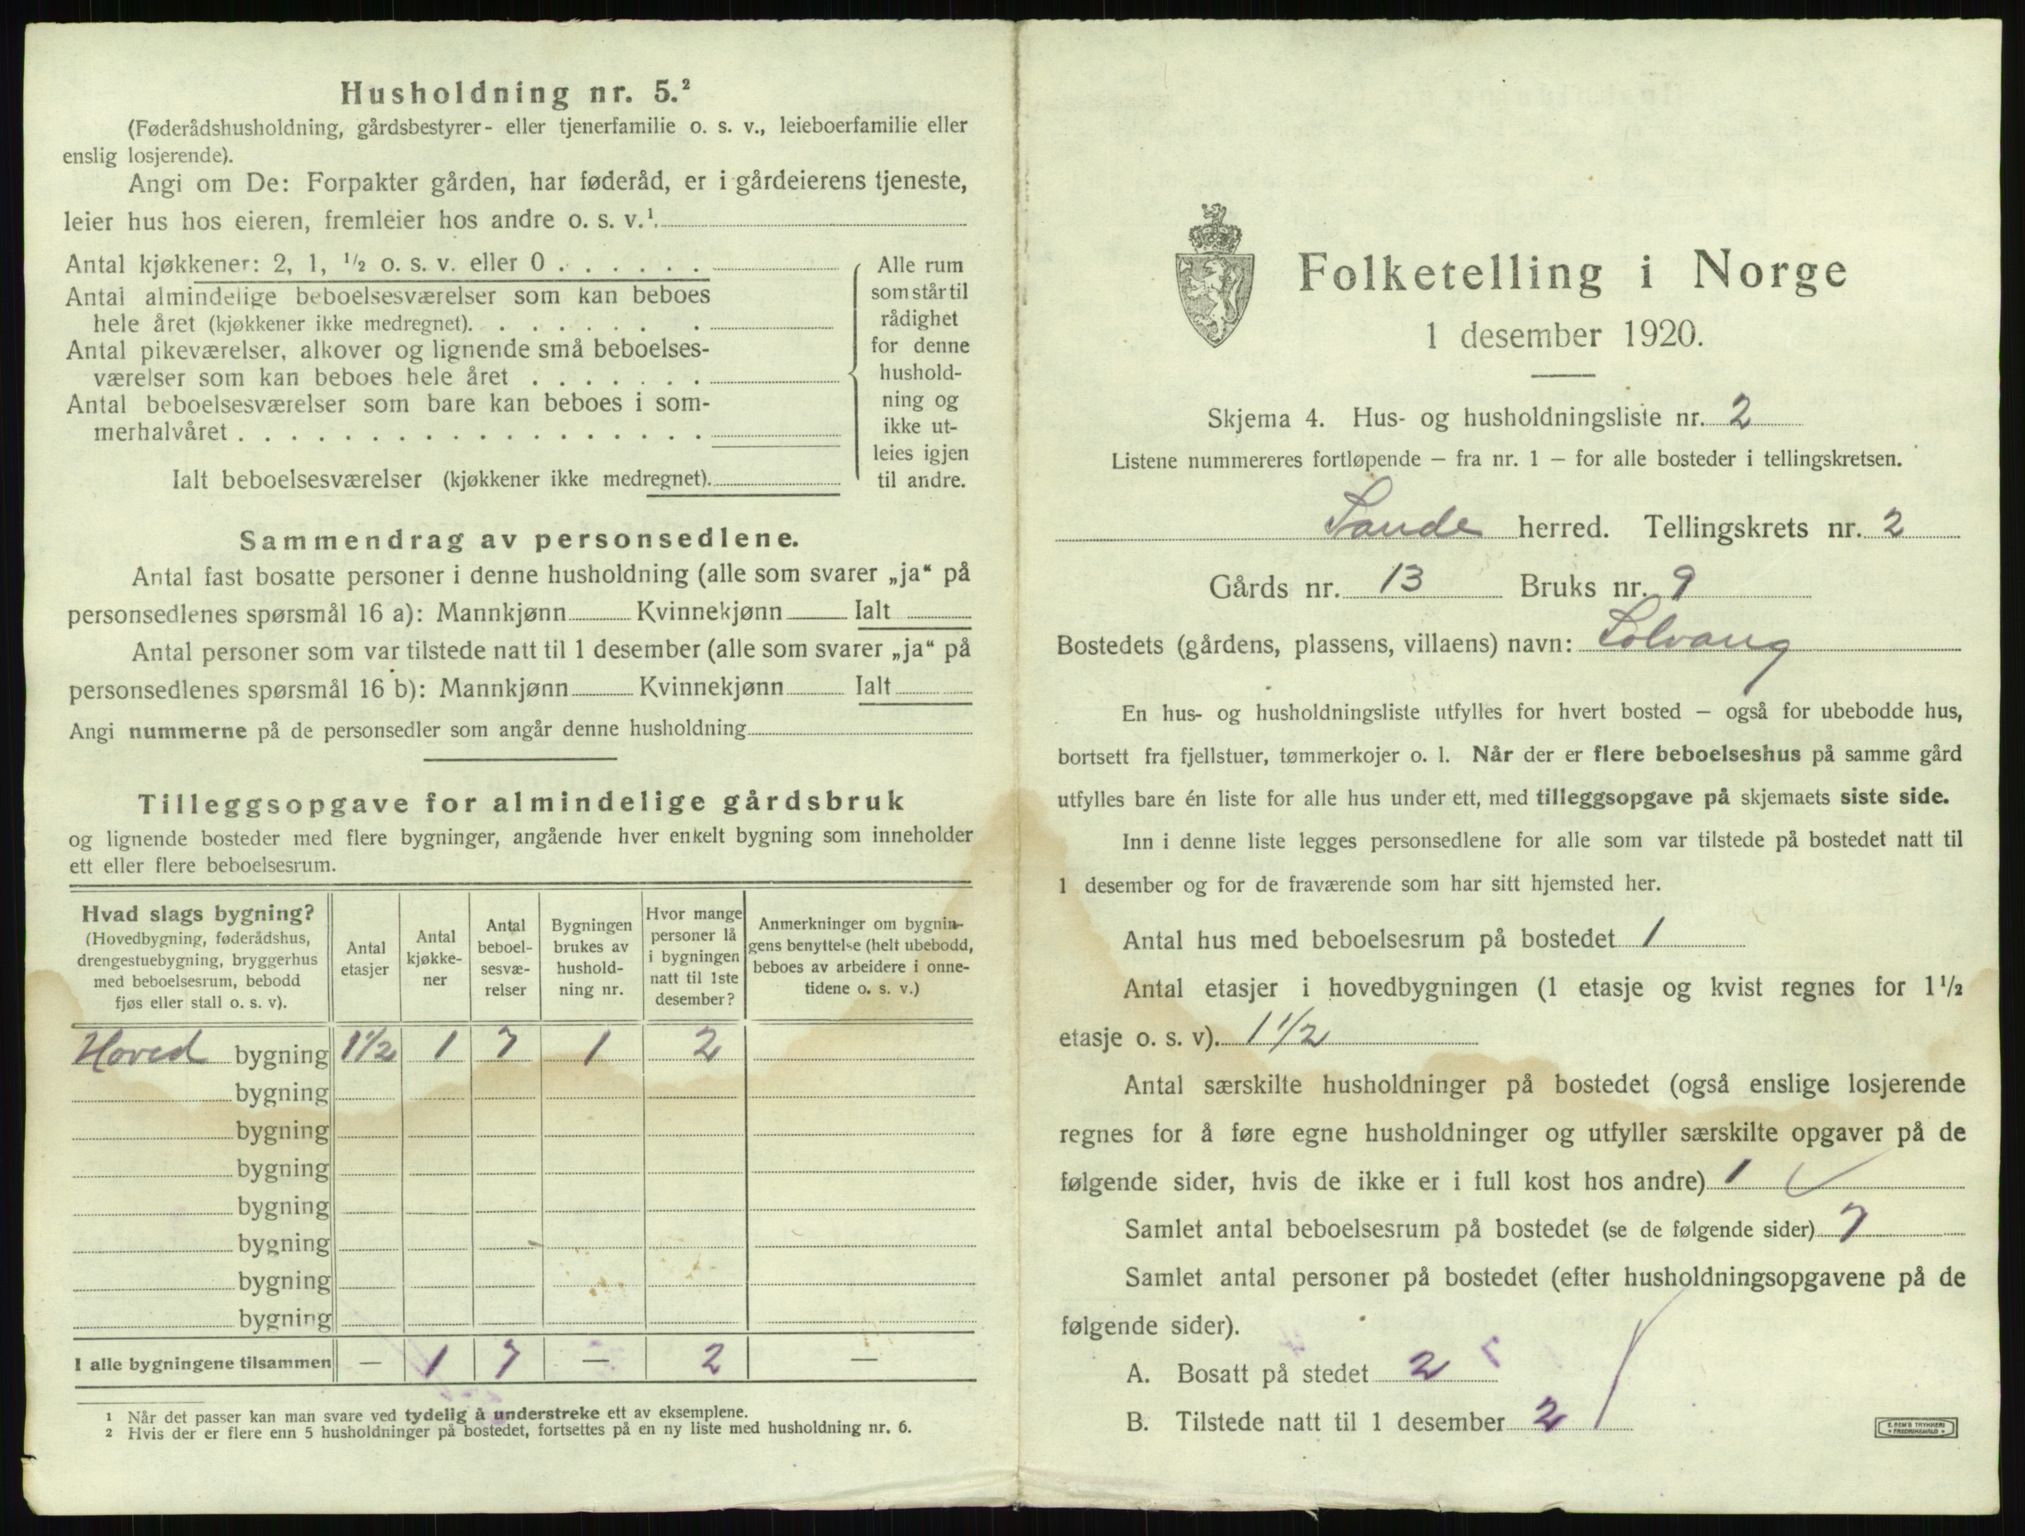 Husholdning nr. 5.²
(Føderådshusholdning, gårdsbestyrer- eller tjenerfamilie o. s. v., leieboerfamilie eller
enslig losjerende).
Angi om De: Forpakter gården, har føderåd, er i gårdeierens tjeneste,
leier hus hos eieren, fremleier hos andre o. s. v.¹.
Antal kjøkkener: 2, 1, ½ o. s. v. eller 0 . . . . . .
Antal almindelige beboelsesværelser som kan beboes
hele året (kjøkkener ikke medregnet). . . . . . . .
Antal pikeværelser, alkover og lignende små beboelses-
værelser som kan beboes hele året . . . . . . .
Antal beboelsesværelser som bare kan beboes i som-
merhalvåret . . . . . . . . . . . . . . . . . .
Ialt beboelsesværelser (kjøkkener ikke medregnet).
Alle rum
som står til
rådighet
for denne
hushold-
ning og
ikke ut-
leies igjen
til andre.
Sammendrag av personsedlene.
Antal fast bosatte personer i denne husholdning (alle som svarer „ja“ på
personsedlenes spørsmål 16 a): Mannkjønn Kvinnekjønn Ialt
Antal personer som var tilstede natt til 1 desember (alle som svarer „ja“ på
personsedlenes spørsmål 16 b): Mannkjønn Kvinnekjønn Ialt
Angi nummerne på de personsedler som angår denne husholdning
Tilleggsopgave for almindelige gårdsbruk
og lignende bosteder med flere bygninger, angående hver enkelt bygning som inneholder
ett eller flere beboelsesrum.
Hvad slags bygning?
(Hovedbygning, føderådshus,
drengestuebygning, bryggerhus
med beboelsesrum, bebodd
fjøs eller stall o. s. v).
Antal
etasjer
Antal
kjøkke-
ner
Antal
beboel-
sesvæ-
relser
Bygningen
brukes av
hushold-
ning nr.
Hvor mange
personer lå
i bygningen
natt til 1ste
desember?
Anmerkninger om bygnin-
gens benyttelse (helt ubebodd,
beboes av arbeidere i onne-
tidene o. s. v.)
Hoved bygning 1½ 1 7 1 2
bygning
bygning
bygning
bygning
bygning
bygning
bygning
I alle bygningene tilsammen — 1 7 — 2 —
1 Når det passer kan man svare ved tydelig å understreke ett av eksemplene.
2 Hvis der er flere enn 5 husholdninger på bostedet, fortsettes på en ny liste med husholdning nr. 6.
Folketelling i Norge
1 desember 1920.
Skjema 4. Hus- og husholdningsliste nr. 2
Listene nummereres fortløpende – fra nr. 1 – for alle bosteder i tellingskretsen.
Sande herred. Tellingskrets nr. 2
Gårds nr. 13 Bruks nr. 9
Bostedets (gårdens, plassens, villaens) navn: Solvang
En hus- og husholdningsliste utfylles for hvert bosted – også for ubebodde hus,
bortsett fra fjellstuer, tømmerkojer o. l. Når der er flere beboelseshus på samme gård
utfylles bare én liste for alle hus under ett, med tilleggsopgave på skjemaets siste side.
Inn i denne liste legges personsedlene for alle som var tilstede på bostedet natt til
1 desember og for de fraværende som har sitt hjemsted her.
Antal hus med beboelsesrum på bostedet 1
Antal etasjer i hovedbygningen (1 etasje og kvist regnes for 1½
etasje o. s. v). 1½
Antal særskilte husholdninger på bostedet (også enslige losjerende
regnes for å føre egne husholdninger og utfyller særskilte opgaver på de
følgende sider, hvis de ikke er i full kost hos andre) 1
Samlet antal beboelsesrum på bostedet (se de følgende sider) 7
Samlet antal personer på bostedet (efter husholdningsopgavene på de
følgende sider).
A. Bosatt på stedet 2
B. Tilstede natt til 1 desember 2
E. REM'S TRYKKERI
• FREDRIKSHALD •